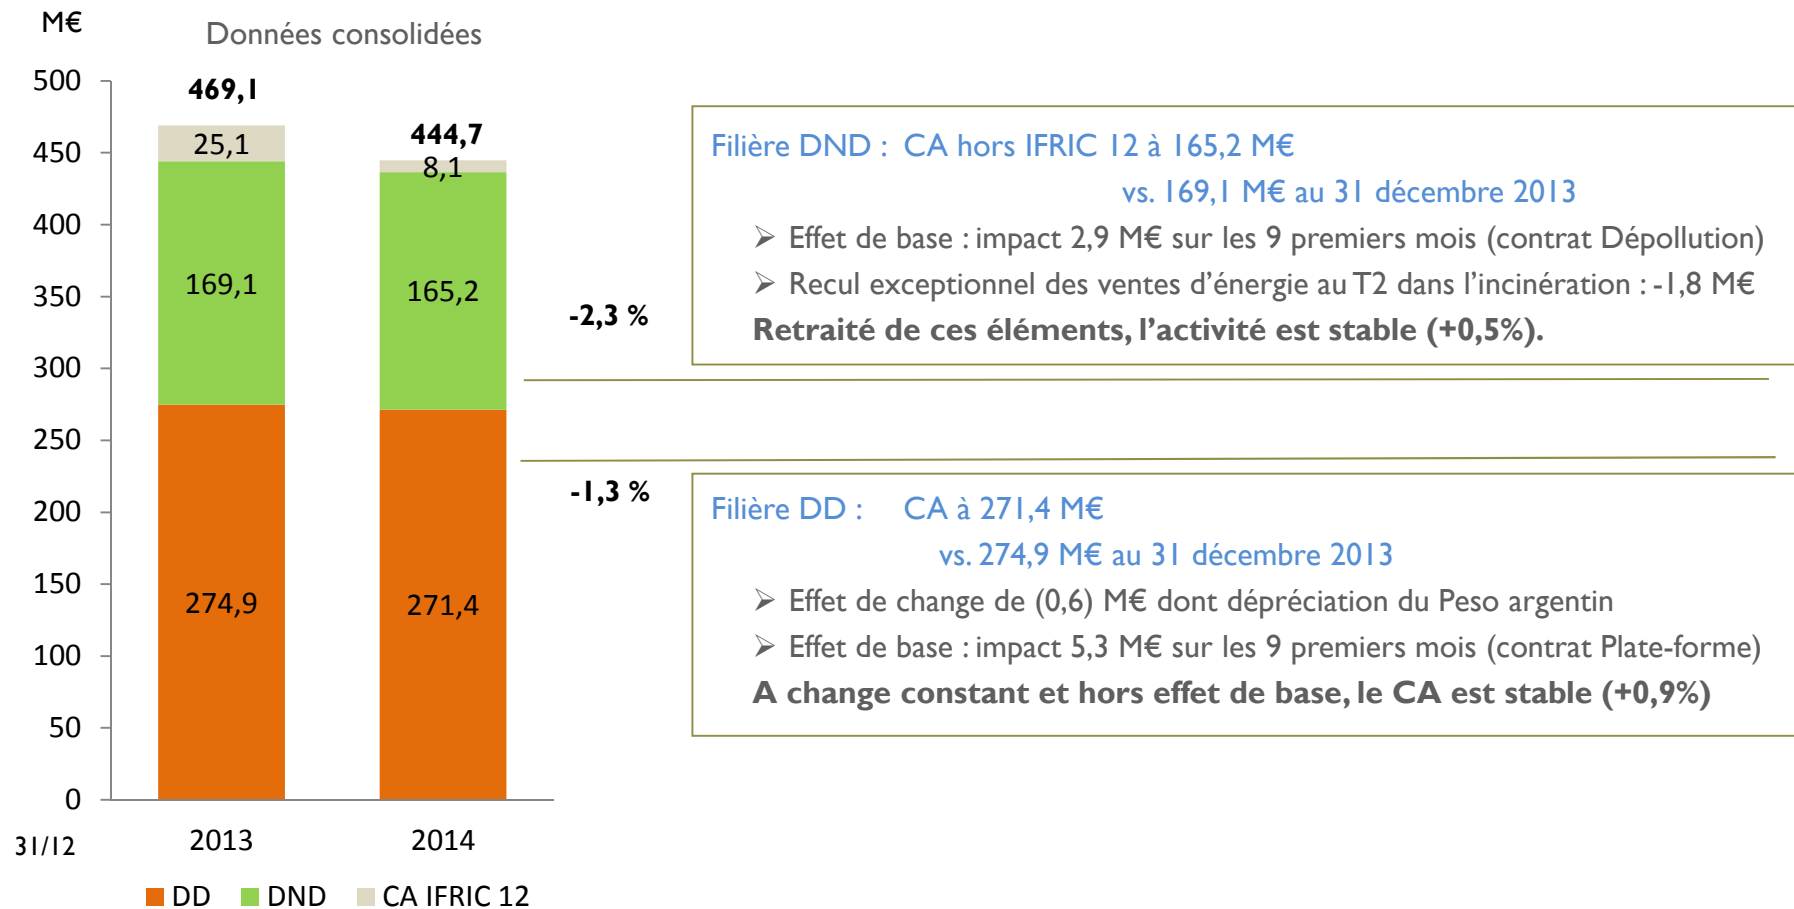 M€
Données consolidées
500
450
400
350
300
250
200
150
100
50
0
469,1
25,1
169,1
274,9
444,7
8,1
165,2
271,4
31/12
2013
2014
DD DND CA IFRIC 12
-2,3 %
-1,3 %
Filière DND : CA hors IFRIC 12 à 165,2 M€
vs. 169,1 M€ au 31 décembre 2013
➢ Effet de base : impact 2,9 M€ sur les 9 premiers mois (contrat Dépollution)
➢ Recul exceptionnel des ventes d’énergie au T2 dans l’incinération : -1,8 M€
Retraité de ces éléments, l’activité est stable (+0,5%).
Filière DD : CA à 271,4 M€
vs. 274,9 M€ au 31 décembre 2013
➢ Effet de change de (0,6) M€ dont dépréciation du Peso argentin
➢ Effet de base : impact 5,3 M€ sur les 9 premiers mois (contrat Plate-forme)
A change constant et hors effet de base, le CA est stable (+0,9%)